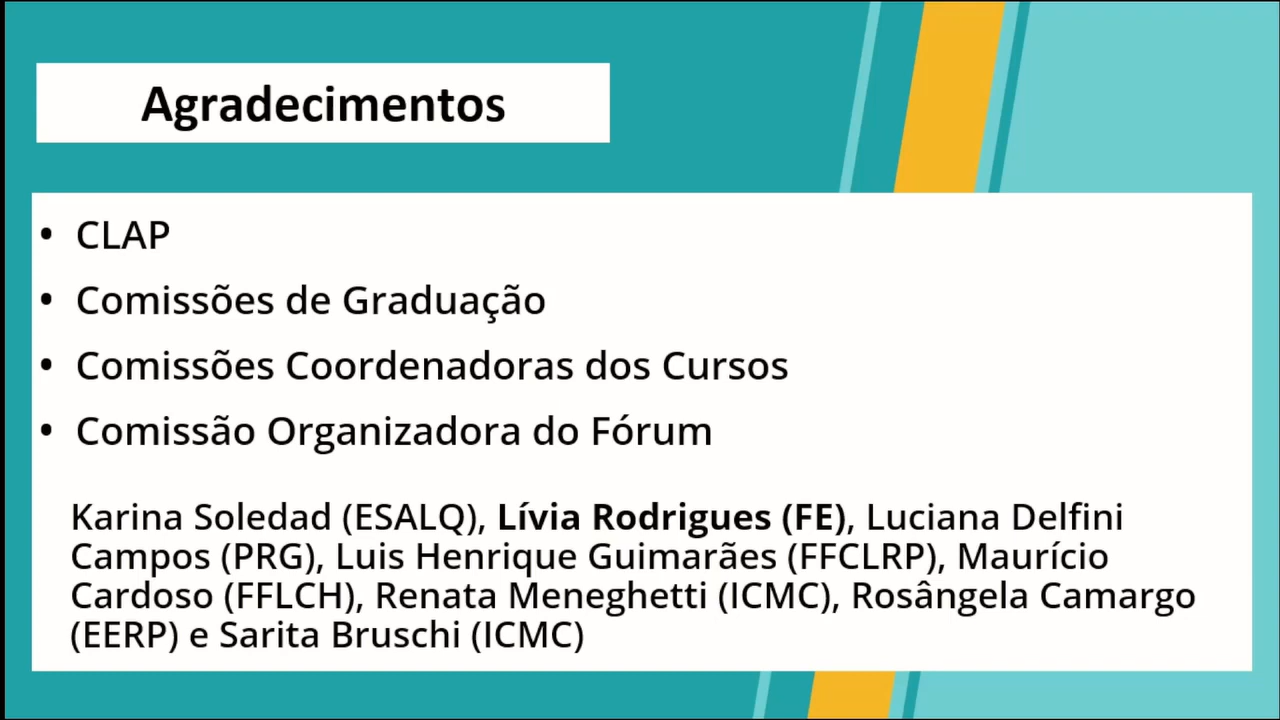 Agradecimentos
• CLAP
• Comissões de Graduação
• Comissões Coordenadoras dos Cursos
• Comissão Organizadora do Fórum
Karina Soledad (ESALQ), Lívia Rodrigues (FE), Luciana Delfini
Campos (PRG), Luis Henrique Guimarães (FFCLRP), Maurício
Cardoso (FFLCH), Renata Meneghetti (ICMC), Rosângela Camargo
(EERP) e Sarita Bruschi (ICMC)